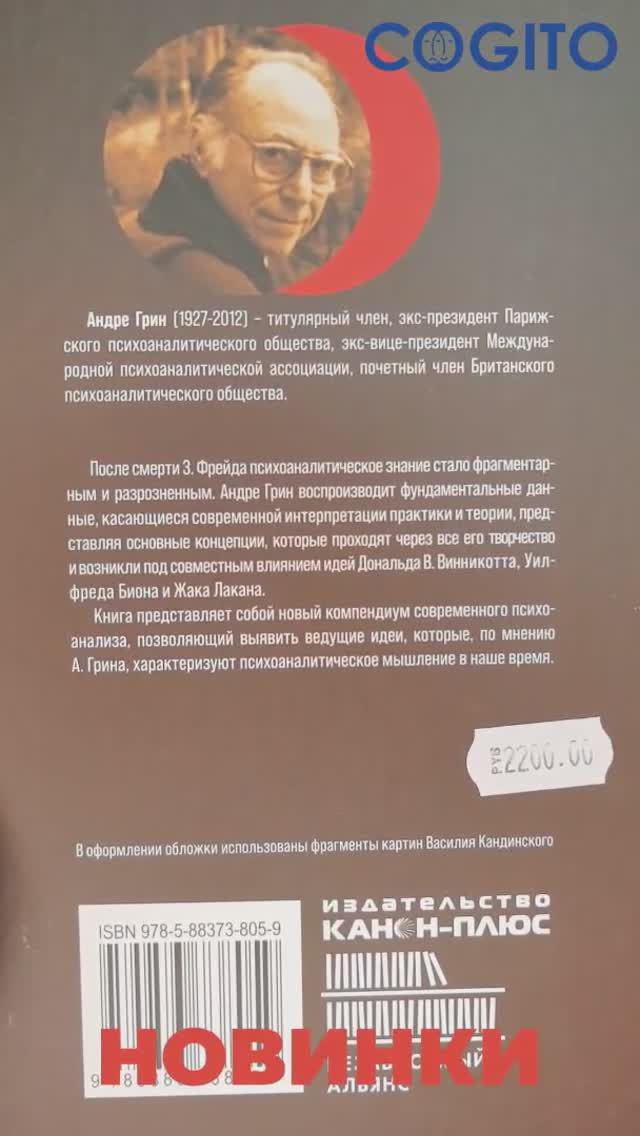 COGITO
Андре Грин (1927-2012) – титулярный член, экс-президент Париж-
ского психоаналитического общества, экс-вице-президент Междуна-
родной психоаналитической ассоциации, почетный член Британского
психоаналитического общества.
После смерти З. Фрейда психоаналитическое знание стало фрагментар-
ным и разрозненным. Андре Грин воспроизводит фундаментальные дан-
ные, касающиеся современной интерпретации практики и теории, пред-
ставляя основные концепции, которые проходят через все его творчество
и возникли под совместным влиянием идей Дональда В. Винникотта, Уил-
фреда Биона и Жака Лакана.
Книга представляет собой новый компендиум современного психо-
анализа, позволяющий выявить ведущие идеи, которые, по мнению
А. Грина, характеризуют психоаналитическое мышление в наше время.
РУБ 2200.00
В оформлении обложки использованы фрагменты картин Василия Кандинского
ISBN 978-5-88373-805-9
ИЗДАТЕЛЬСТВО
КАНОН-ПЛЮС
НОВИНКИ
АЛЬЯНС